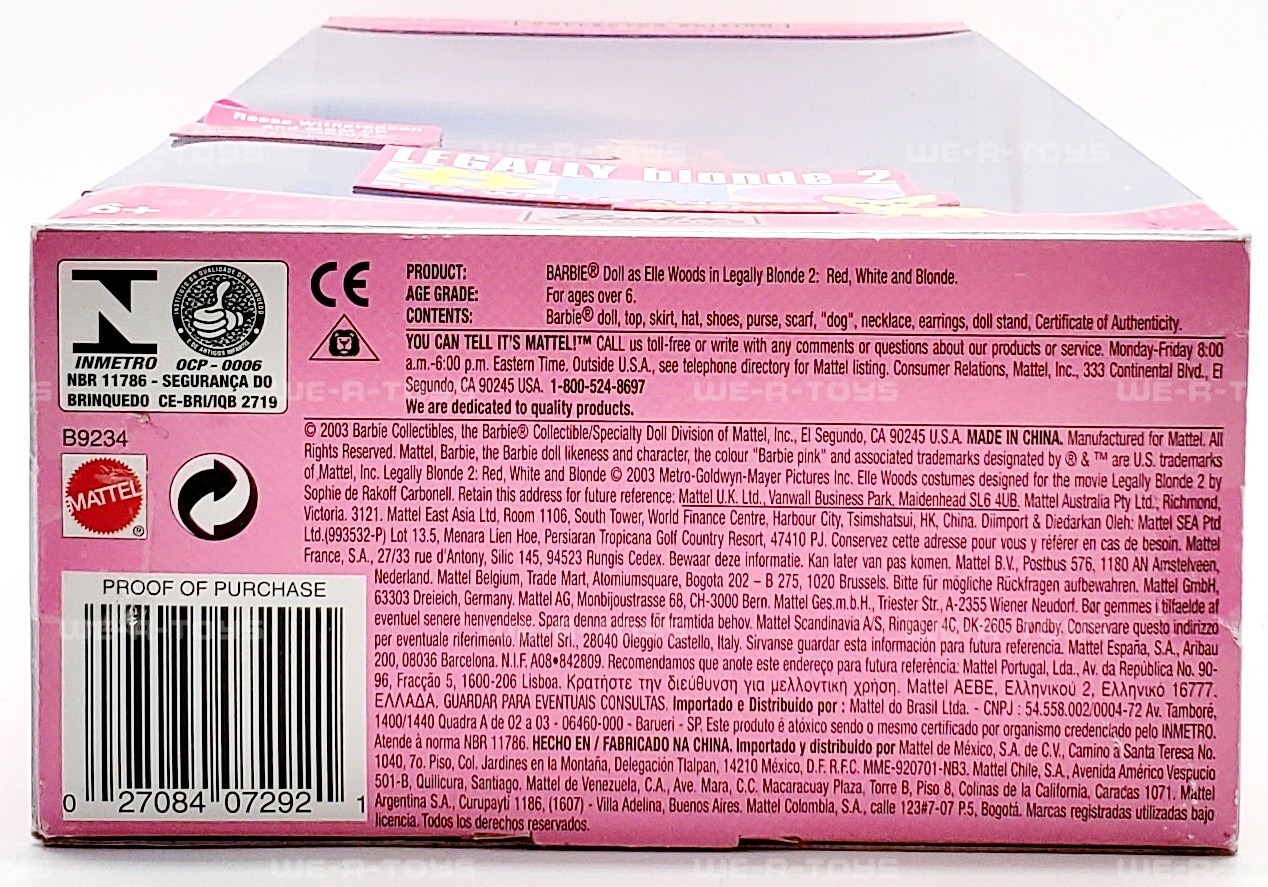 COLLECTOR EDITION
Reese Witherspoon
LEGALLY blonde 2
6+
INSTITUTO DA QUALIDADE DO BRINQUEDO
E DE ARTIGOS INFANTIS
INMETRO OCP - 0006
NBR 11786 - SEGURANÇA DO
BRINQUEDO CE-BRI/IQB 2719
CE
PRODUCT: BARBIE® Doll as Elle Woods in Legally Blonde 2: Red, White and Blonde.
AGE GRADE: For ages over 6.
CONTENTS: Barbie® doll, top, skirt, hat, shoes, purse, scarf, "dog", necklace, earrings, doll stand, Certificate of Authenticity.
YOU CAN TELL IT'S MATTEL!™ CALL us toll-free or write with any comments or questions about our products or service. Monday-Friday 8:00
a.m.-6:00 p.m. Eastern Time. Outside U.S.A., see telephone directory for Mattel listing. Consumer Relations, Mattel, Inc., 333 Continental Blvd., El
Segundo, CA 90245 USA. 1-800-524-8697
We are dedicated to quality products.
B9234
MATTEL ®
© 2003 Barbie Collectibles, the Barbie® Collectible/Specialty Doll Division of Mattel, Inc., El Segundo, CA 90245 U.S.A. MADE IN CHINA. Manufactured for Mattel. All
Rights Reserved. Mattel, Barbie, the Barbie doll likeness and character, the colour "Barbie pink" and associated trademarks designated by ® & ™ are U.S. trademarks
of Mattel, Inc. Legally Blonde 2: Red, White and Blonde © 2003 Metro-Goldwyn-Mayer Pictures Inc. Elle Woods costumes designed for the movie Legally Blonde 2 by
Sophie de Rakoff Carbonell. Retain this address for future reference: Mattel U.K. Ltd., Vanwall Business Park, Maidenhead SL6 4UB. Mattel Australia Pty Ltd., Richmond,
Victoria. 3121. Mattel East Asia Ltd, Room 1106, South Tower, World Finance Centre, Harbour City, Tsimshatsui, HK, China. Diimport & Diedarkan Oleh: Mattel SEA Ptd
Ltd.(993532-P) Lot 13.5, Menara Lien Hoe, Persiaran Tropicana Golf Country Resort, 47410 PJ. Conservez cette adresse pour vous y référer en cas de besoin. Mattel
France, S.A., 27/33 rue d'Antony, Silic 145, 94523 Rungis Cedex. Bewaar deze informatie. Kan later van pas komen. Mattel B.V., Postbus 576, 1180 AN Amstelveen,
Nederland. Mattel Belgium, Trade Mart, Atomiumsquare, Bogota 202 – B 275, 1020 Brussels. Bitte für mögliche Rückfragen aufbewahren. Mattel GmbH,
63303 Dreieich, Germany. Mattel AG, Monbijoustrasse 68, CH-3000 Bern. Mattel Ges.m.b.H., Triester Str., A-2355 Wiener Neudorf. Bør gemmes i tilfaelde af
eventuel senere henvendelse. Spara denna adress för framtida behov. Mattel Scandinavia A/S, Ringager 4C, DK-2605 Brøndby. Conservare questo indirizzo
per eventuale riferimento. Mattel Srl., 28040 Oleggio Castello, Italy. Sirvanse guardar esta información para futura referencia. Mattel España, S.A., Aribau
200, 08036 Barcelona. N.I.F. A08•842809. Recomendamos que anote este endereço para futura referência: Mattel Portugal, Lda., Av. da República No. 90-
96, Fracção 5, 1600-206 Lisboa. Κρατήστε την διεύθυνση για μελλοντική χρήση. Mattel AEBE, Ελληνικού 2, Ελληνικό 16777.
ΕΛΛΑΔΑ. GUARDAR PARA EVENTUAIS CONSULTAS. Importado e Distribuido por : Mattel do Brasil Ltda. - CNPJ : 54.558.002/0004-72 Av. Tamboré,
1400/1440 Quadra A de 02 a 03 - 06460-000 - Barueri - SP. Este produto é atóxico sendo o mesmo certificado por organismo credenciado pelo INMETRO.
Atende à norma NBR 11786. HECHO EN / FABRICADO NA CHINA. Importado y distribuido por Mattel de México, S.A. de C.V., Camino a Santa Teresa No.
1040, 7o. Piso, Col. Jardines en la Montaña, Delegación Tlalpan, 14210 México, D.F. R.F.C. MME-920701-NB3. Mattel Chile, S.A., Avenida Américo Vespucio
501-B, Quilicura, Santiago. Mattel de Venezuela, C.A., Ave. Mara, C.C. Macaracuay Plaza, Torre B, Piso 8, Colinas de la California, Caracas 1071. Mattel
Argentina S.A., Curupaytí 1186, (1607) - Villa Adelina, Buenos Aires. Mattel Colombia, S.A., calle 123#7-07 P.5, Bogotá. Marcas registradas utilizadas bajo
licencia. Todos los derechos reservados.
PROOF OF PURCHASE
0 27084 07292 1
WE-R-TOYS